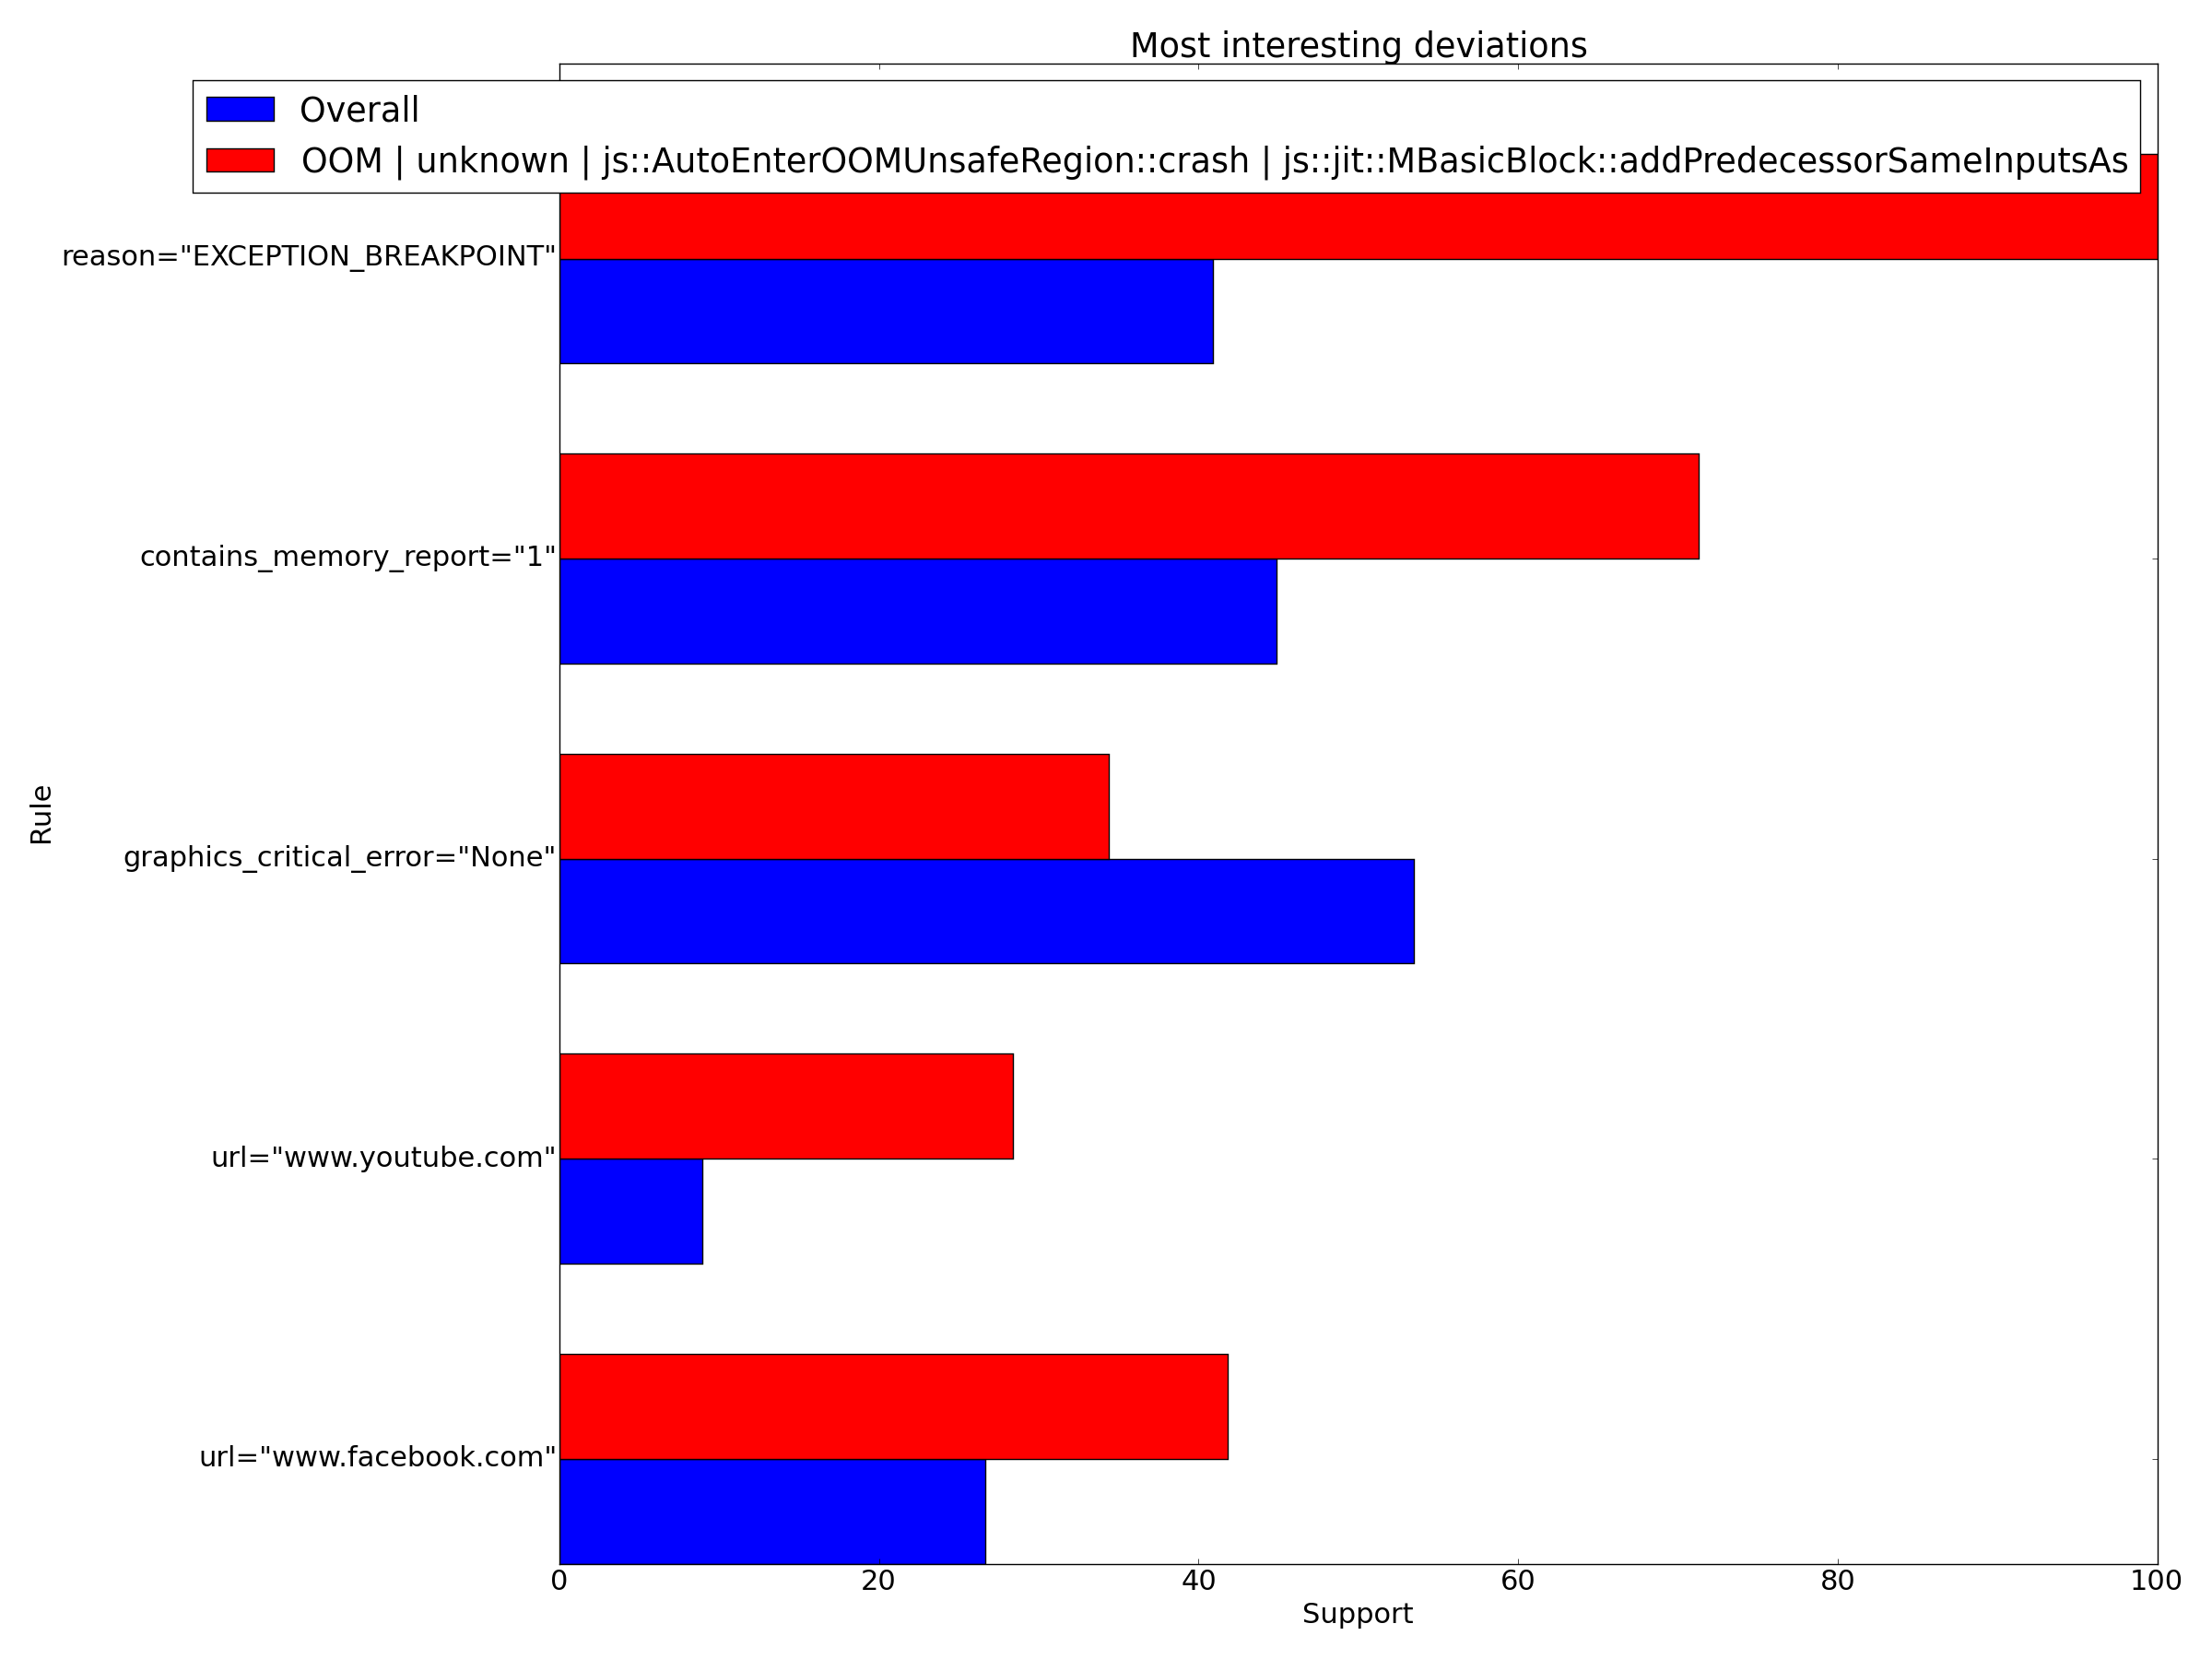 Most interesting deviations
Overall
OOM | unknown | js::AutoEnterOOMUnsafeRegion::crash | js::jit::MBasicBlock::addPredecessorSameInputsAs
reason="EXCEPTION_BREAKPOINT"
contains_memory_report="1"
graphics_critical_error="None"
url="www.youtube.com"
url="www.facebook.com"
Rule
0 20 40 60 80 100
Support